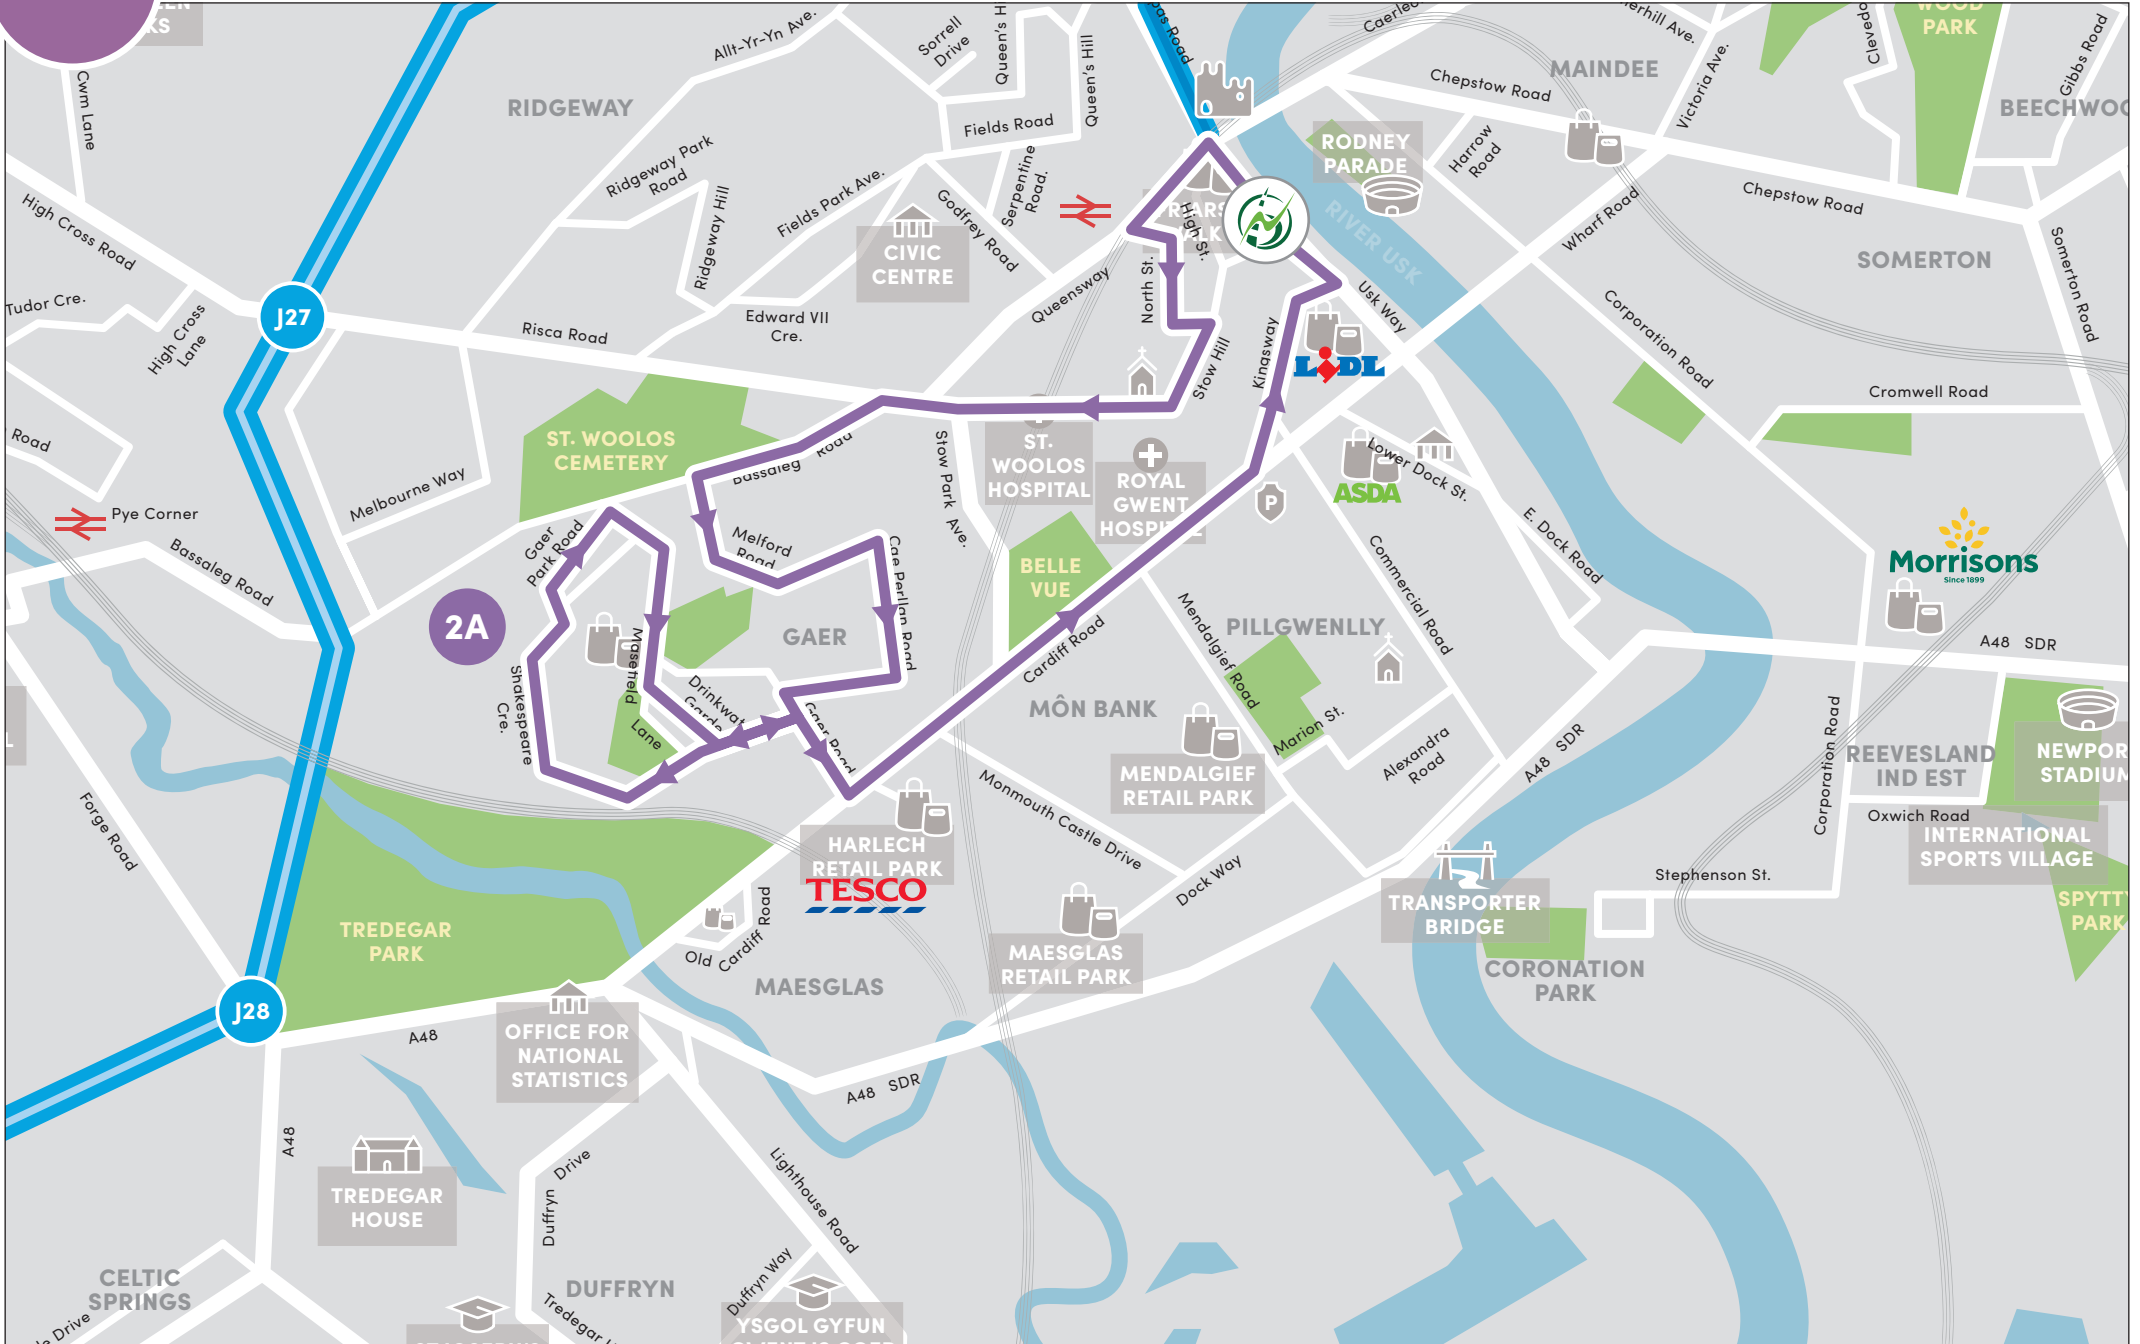 KS
Cwm Lane
High Cross Road
Tudor Cre.
High Cross
Lane
Road
Pye Corner
Bassaleg Road
J27
RIDGEWAY
Allt-Yr-Yn Ave.
Sorrell
Drive
Queen's Hill
Fields Road
Ridgeway Park
Road
Ridgeway Hill
Fields Park Ave.
Godfrey Road
Serpentine
Road.
CIVIC
CENTRE
Edward VII
Cre.
Risca Road
Queensway
North St.
High St.
Stow Hill
Kingsway
Usk Way
RIVER USK
RODNEY
PARADE
Harrow
Road
Chepstow Road
MAINDEE
Victoria Ave.
WOOD
PARK
Gibbs Road
Chepstow Road
Wharf Road
SOMERTON
Somerton Road
Corporation Road
Cromwell Road
LIDL
ASDA
Lower Dock St.
E. Dock Road
Morrisons
Since 1899
A48 SDR
Melbourne Way
ST. WOOLOS
CEMETERY
Bassaleg Road
Stow Park Ave.
ST.
WOOLOS
HOSPITAL
ROYAL
GWENT
HOSPITAL
P
Gaer
Park Road
Melford
Road
Cae Perllan Road
BELLE
VUE
GAER
2A
Masefield
Lane
Shakespeare
Cre.
Gaer Road
Cardiff Road
PILLGWENLLY
Commercial Road
Mendalgief Road
MÔN BANK
Marion St.
Alexandra
Road
MENDALGIEF
RETAIL PARK
Monmouth Castle Drive
Dock Way
A48 SDR
Corporation Road
REEVESLAND
IND EST
Oxwich Road
INTERNATIONAL
SPORTS VILLAGE
Stephenson St.
TRANSPORTER
BRIDGE
CORONATION
PARK
Forge Road
TREDEGAR
PARK
HARLECH
RETAIL PARK
TESCO
Old Cardiff Road
MAESGLAS
MAESGLAS
RETAIL PARK
J28
A48
OFFICE FOR
NATIONAL
STATISTICS
A48 SDR
A48
TREDEGAR
HOUSE
Duffryn Drive
Lighthouse Road
CELTIC
SPRINGS
DUFFRYN
Duffryn Way
YSGOL GYFUN